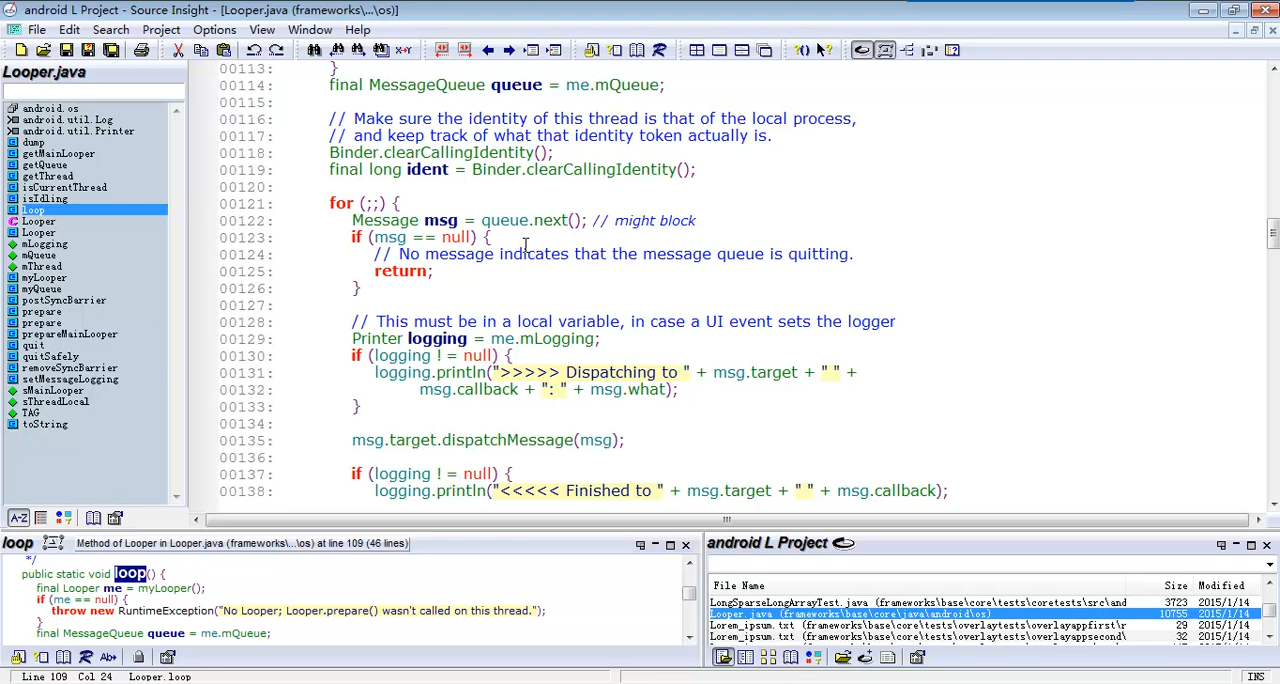 android L Project - Source Insight - [Looper.java (frameworks\...\os)]
File Edit Search Project Options View Window Help
Looper.java
android.os
android.util.Log
android.util.Printer
dump
getMainLooper
getQueue
getThread
isCurrentThread
isIdling
loop
Looper
Looper
mLogging
mQueue
mThread
myLooper
myQueue
postSyncBarrier
prepare
prepare
prepareMainLooper
quit
quitSafely
removeSyncBarrier
setMessageLogging
sMainLooper
sThreadLocal
TAG
toString
00113: }
00114: final MessageQueue queue = me.mQueue;
00115:
00116: // Make sure the identity of this thread is that of the local process,
00117: // and keep track of what that identity token actually is.
00118: Binder.clearCallingIdentity();
00119: final long ident = Binder.clearCallingIdentity();
00120:
00121: for (;;) {
00122: Message msg = queue.next(); // might block
00123: if (msg == null) {
00124: // No message indicates that the message queue is quitting.
00125: return;
00126: }
00127:
00128: // This must be in a local variable, in case a UI event sets the logger
00129: Printer logging = me.mLogging;
00130: if (logging != null) {
00131: logging.println(">>>>> Dispatching to " + msg.target + " " +
00132: msg.callback + ": " + msg.what);
00133: }
00134:
00135: msg.target.dispatchMessage(msg);
00136:
00137: if (logging != null) {
00138: logging.println("<<<<< Finished to " + msg.target + " " + msg.callback);
A-Z
loop Method of Looper in Looper.java (frameworks\...\os) at line 109 (46 lines)
*/
public static void loop() {
final Looper me = myLooper();
if (me == null) {
throw new RuntimeException("No Looper; Looper.prepare() wasn't called on this thread.");
}
final MessageQueue queue = me.mQueue;
android L Project
File Name Size Modified
LongSparseLongArrayTest.java (frameworks\base\core\tests\coretests\src\and 3723 2015/1/14
Looper.java (frameworks\base\core\java\android\os) 10755 2015/1/14
Lorem_ipsum.txt (frameworks\base\core\tests\overlaytests\overlayappfirst\r 29 2015/1/14
Lorem_ipsum.txt (frameworks\base\core\tests\overlaytests\overlayappsecond\ 32 2015/1/14
Line 109 Col 24 Looper.loop INS